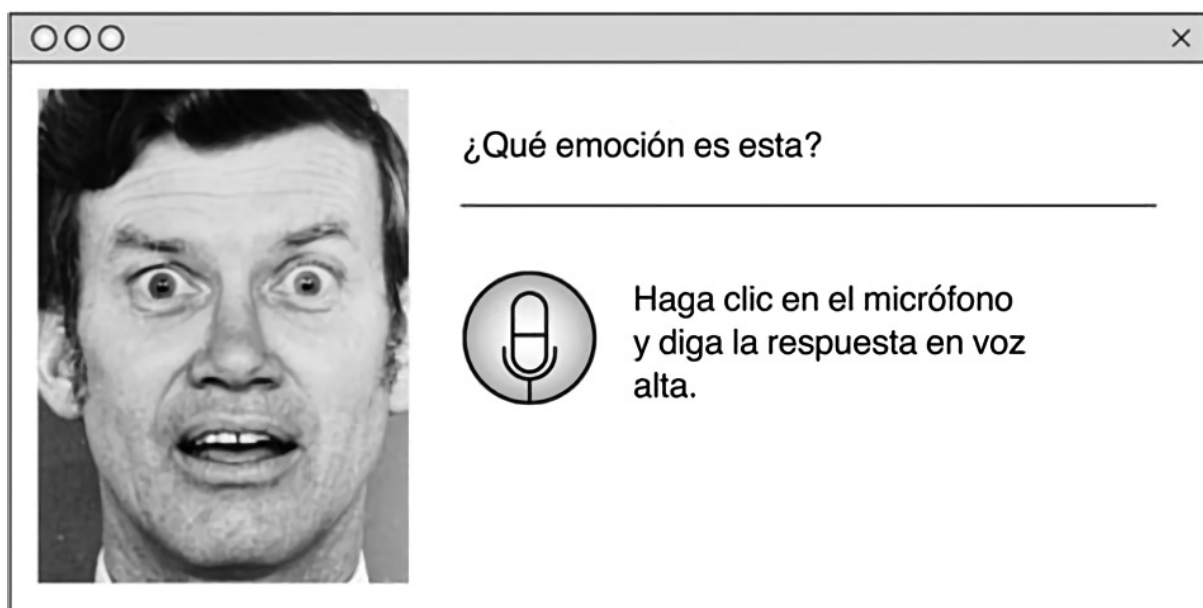 ¿Qué emoción es esta?
Haga clic en el micrófono
y diga la respuesta en voz
alta.